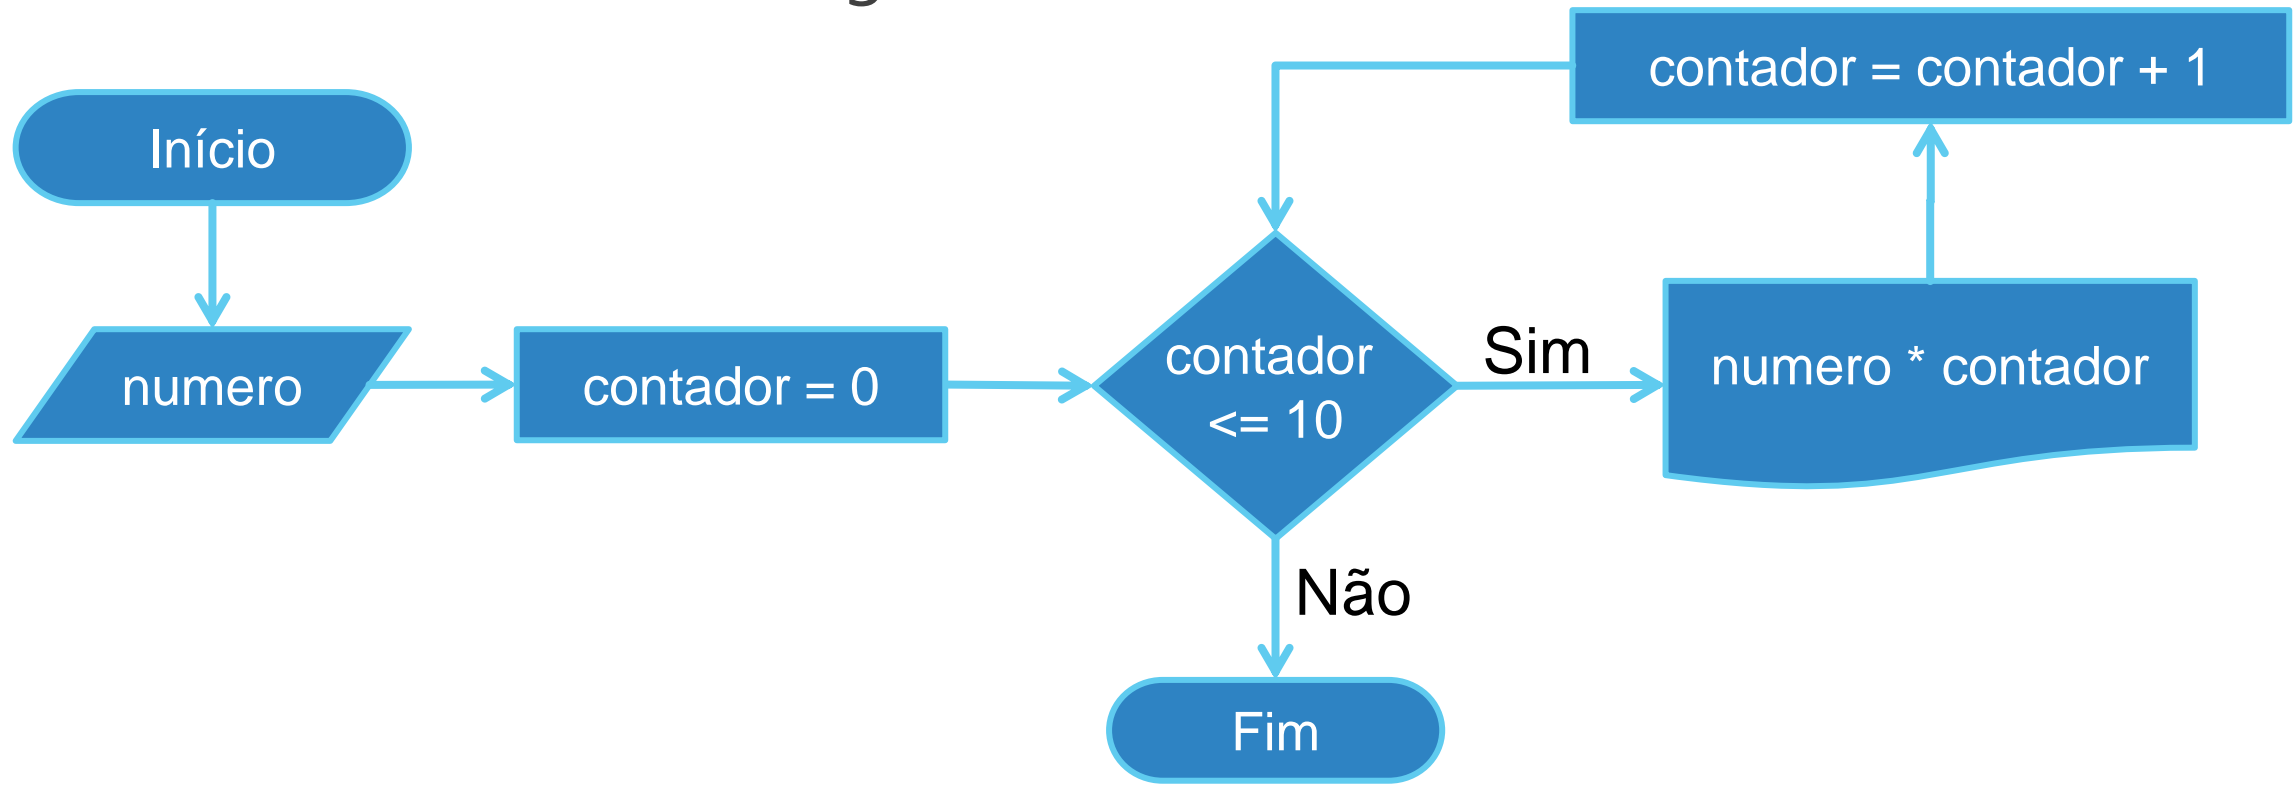 Início
numero
contador = 0
contador
<= 10
Sim
numero * contador
contador = contador + 1
Não
Fim